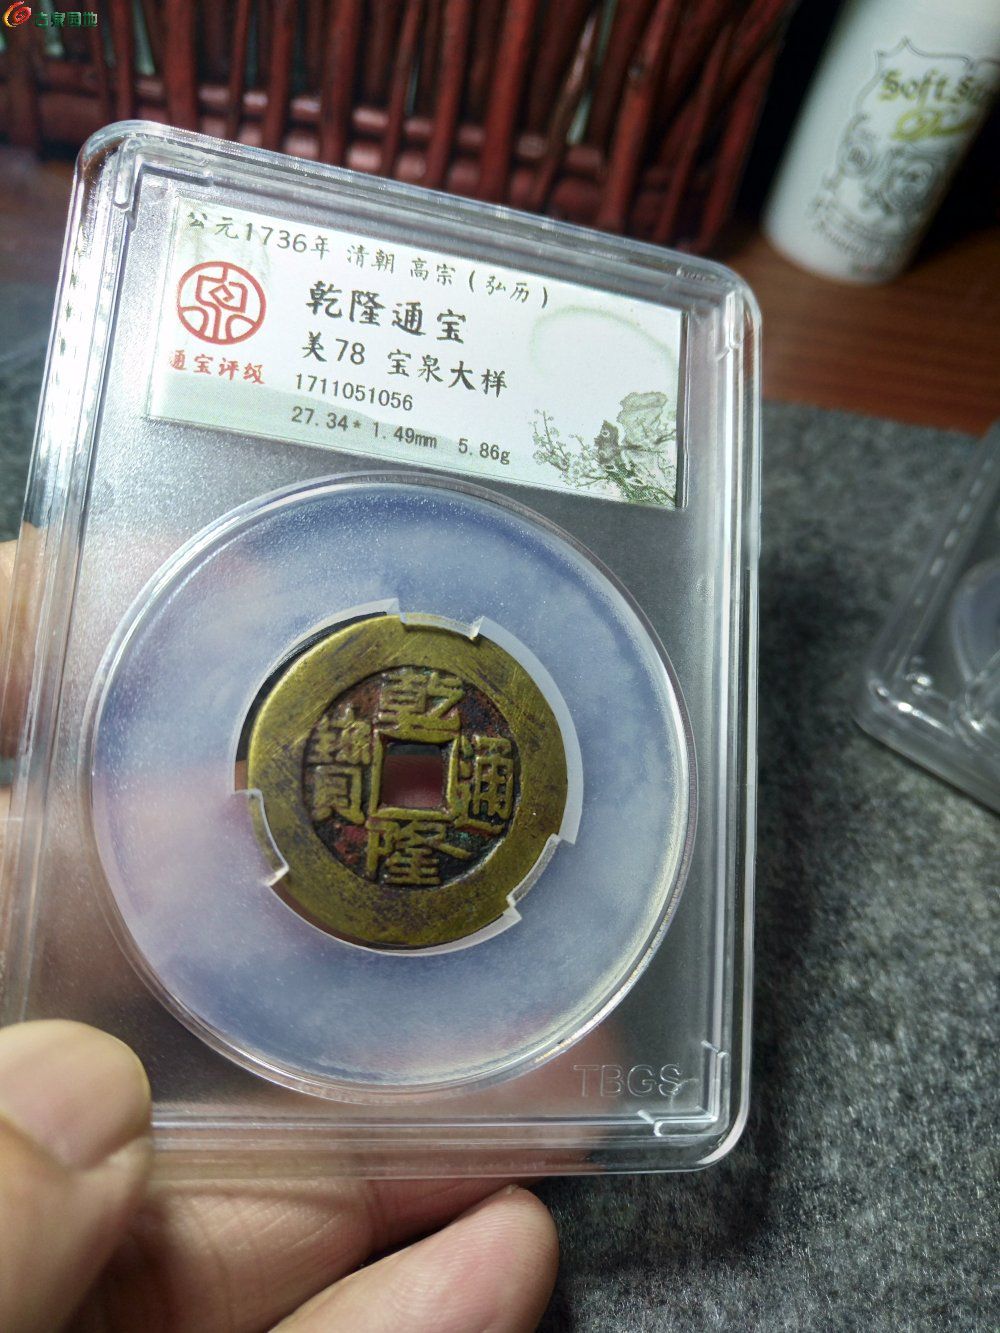 古泉园地
Soft
公元1736年 清朝 高宗(弘历)
乾隆通宝
美78 宝泉大样
通宝评级
1711051056
27.34* 1.49mm 5.86g
乾
寶 通
隆
TBGS